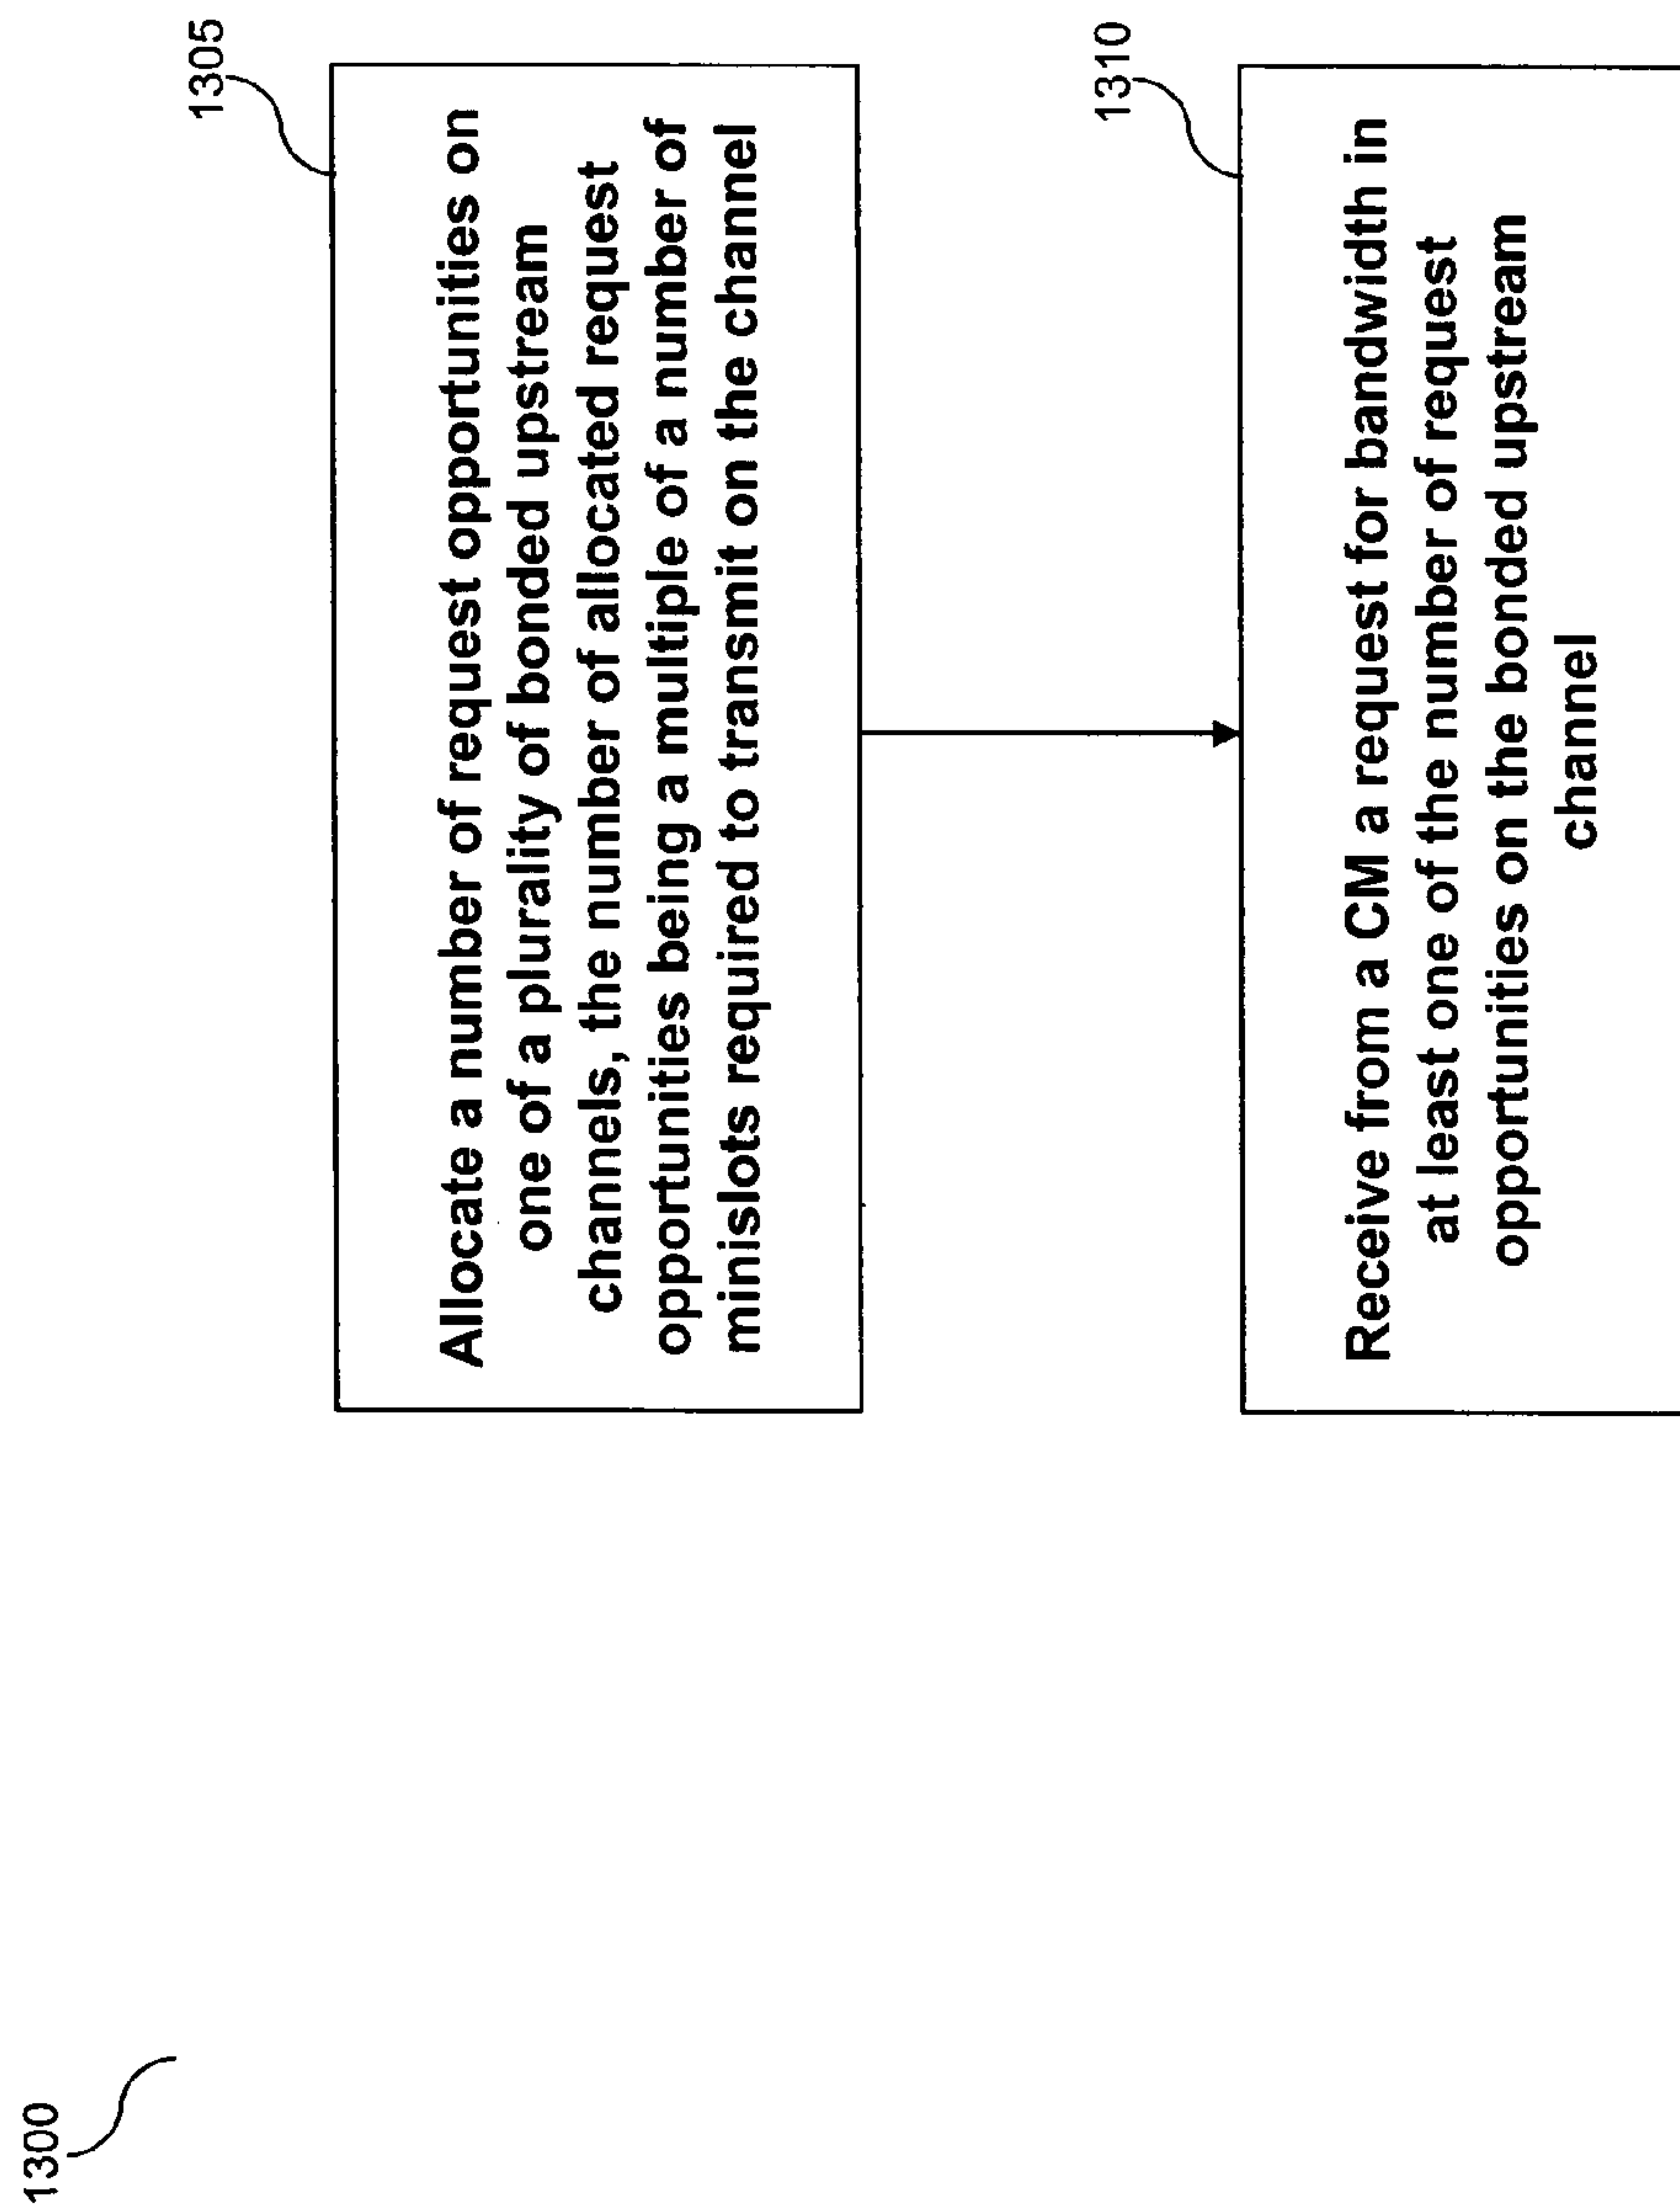 1300
1305
Allocate a number of request opportunities on
one of a plurality of bonded upstream
channels, the number of allocated request
opportunities being a multiple of a number of
minislots required to transmit on the channel
1310
Receive from a CM a request for bandwidth in
at least one of the number of request
opportunities on the bonded upstream
channel